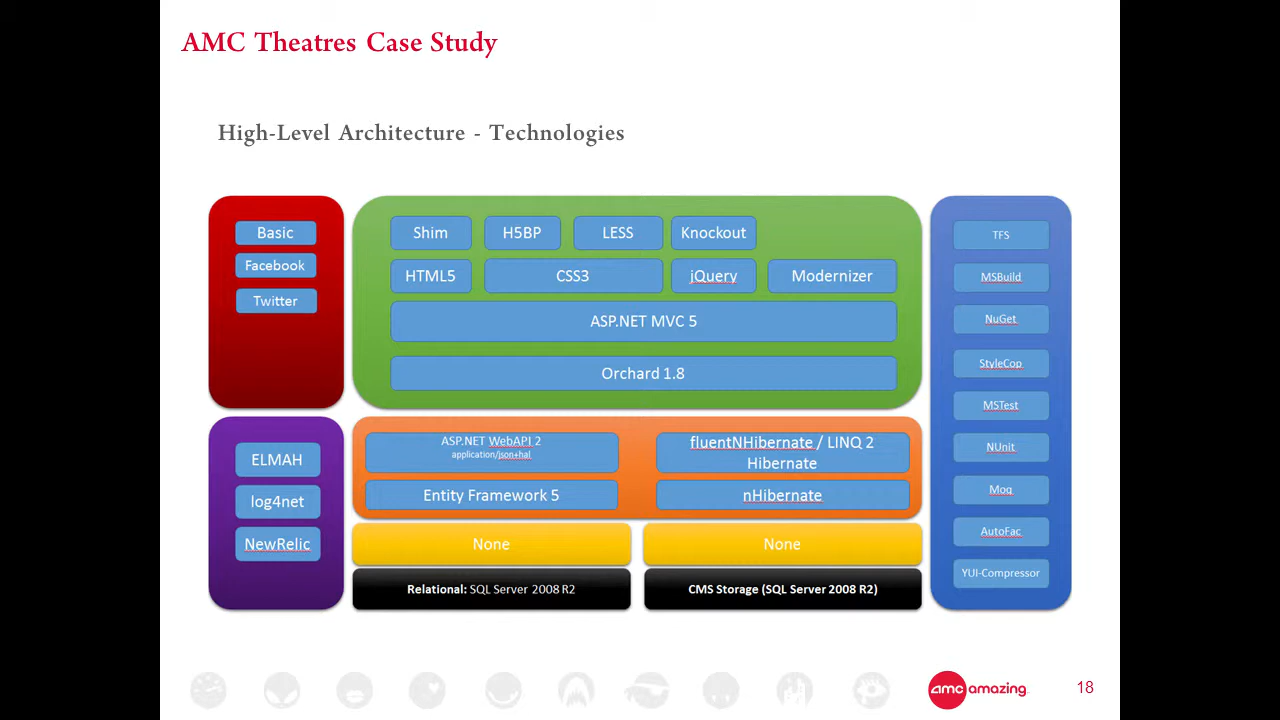 AMC Theatres Case Study
High-Level Architecture - Technologies
Basic
Facebook
Twitter
Shim
H5BP
LESS
Knockout
HTML5
CSS3
jQuery
Modernizer
ASP.NET MVC 5
Orchard 1.8
TFS
MSBuild
NuGet
StyleCop
MSTest
NUnit
Moq
AutoFac
YUI-Compressor
ELMAH
log4net
NewRelic
ASP.NET WebAPI 2
application/json+hal
Entity Framework 5
fluentNHibernate / LINQ 2
Hibernate
nHibernate
None
None
Relational: SQL Server 2008 R2
CMS Storage (SQL Server 2008 R2)
amc amazing
18